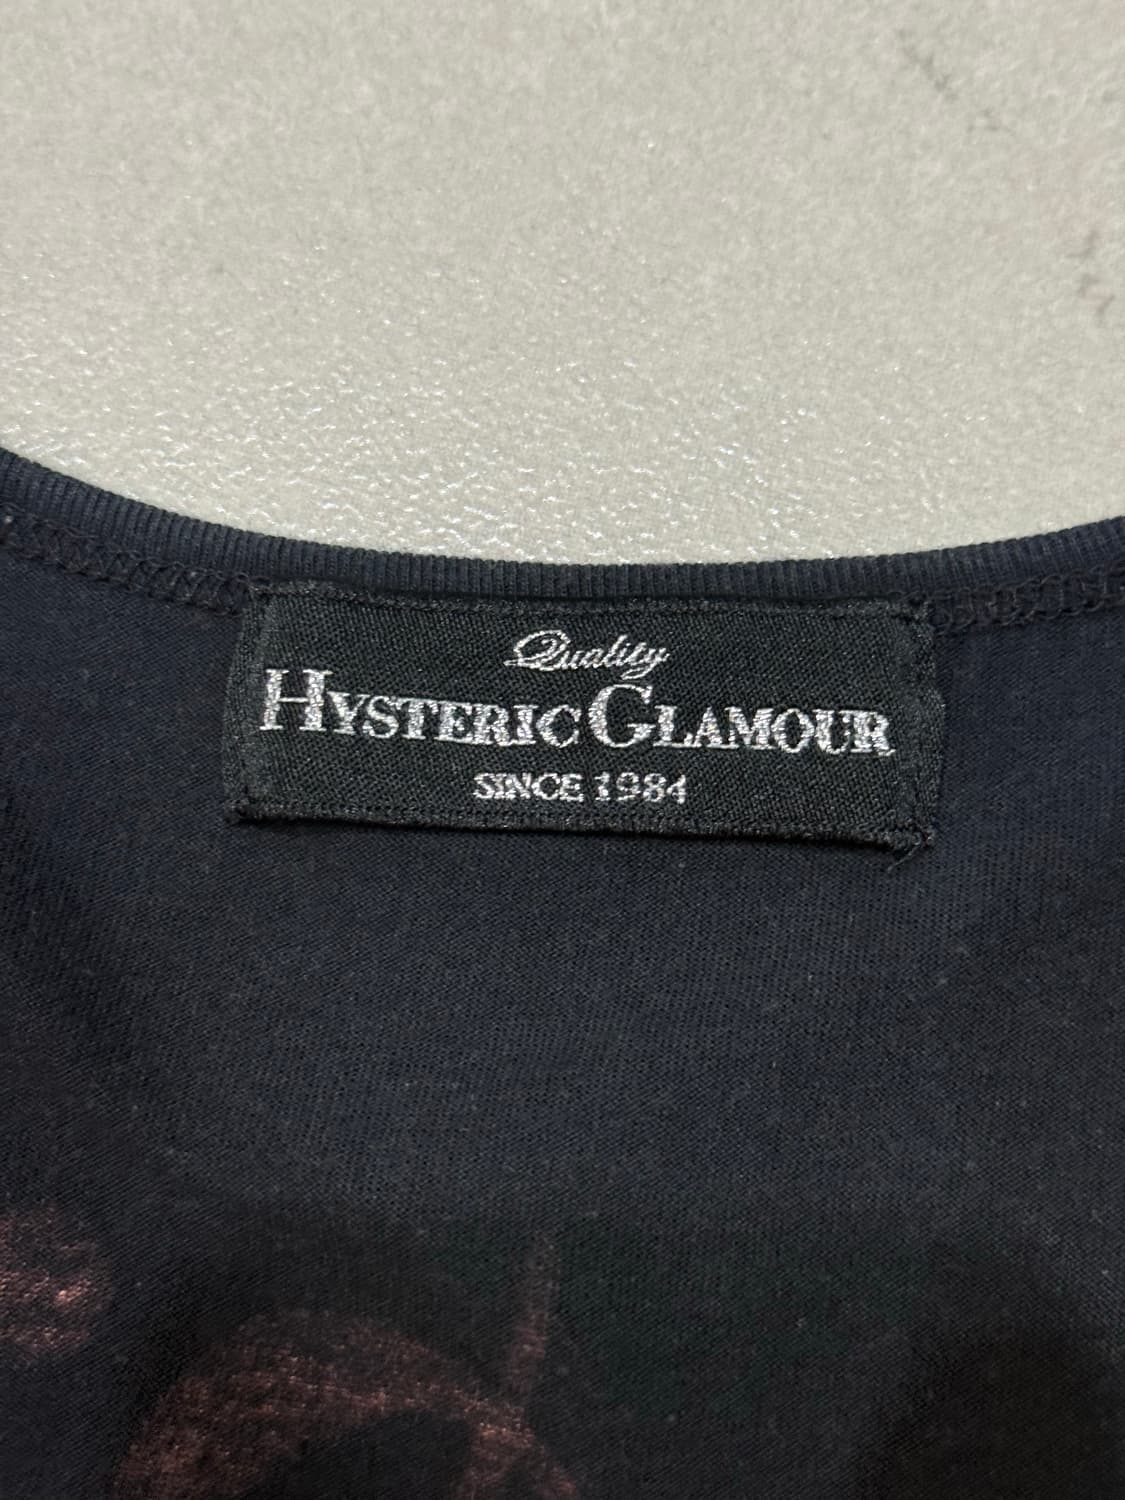 Quality
HYSTERIC GLAMOUR
SINCE 1984